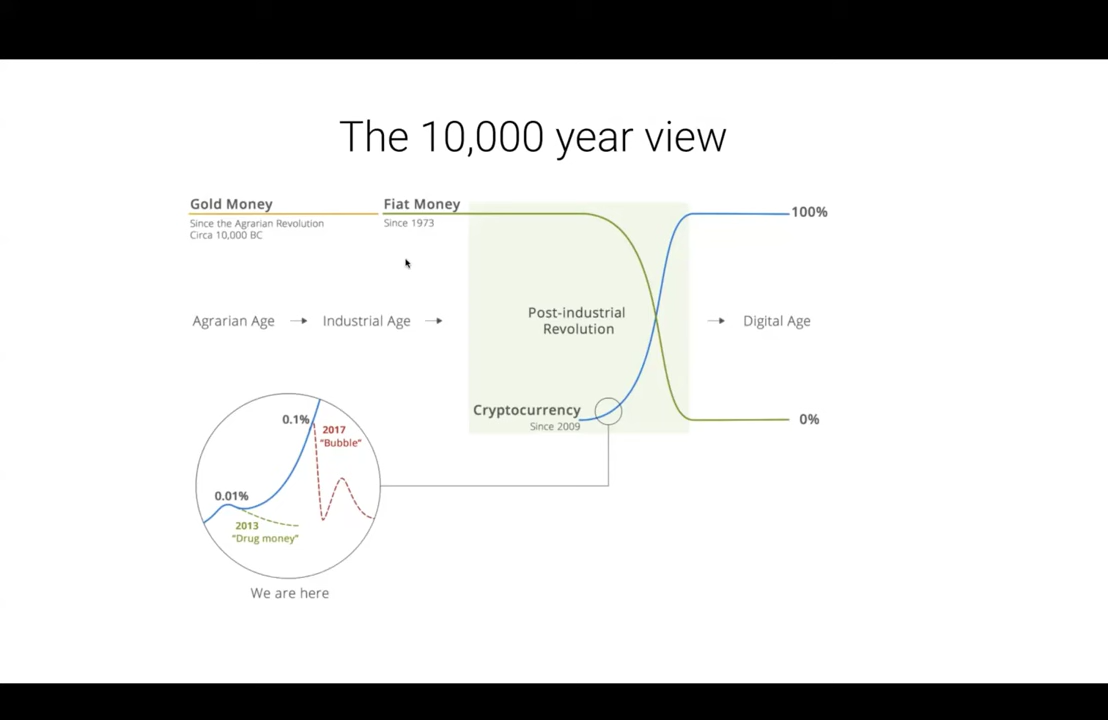 The 10,000 year view
Gold Money
Since the Agrarian Revolution
Circa 10,000 BC
Fiat Money
Since 1973
100%
Agrarian Age
Industrial Age
Post-industrial
Revolution
Digital Age
Cryptocurrency
Since 2009
0%
0.1%
2017
"Bubble"
0.01%
2013
"Drug money"
We are here